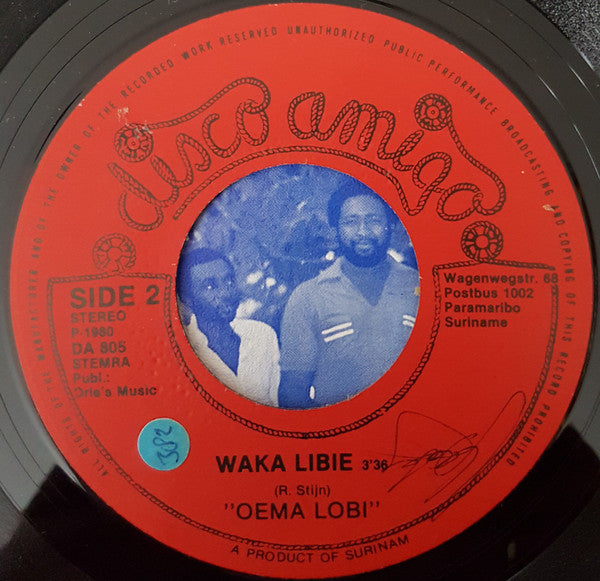 ALL RIGHTS OF THE MANUFACTURER AND OF THE OWNER OF THE RECORDED WORK RESERVED UNAUTHORIZED PUBLIC PERFORMANCE BROADCASTING AND COPYING OF THIS RECORD PROHIBITED
disco amigo
SIDE 2
STEREO
P-1980
DA 805
STEMRA
Publ.:
Orie's Music
Wagenwegstr. 68
Postbus 1002
Paramaribo
Suriname
382
WAKA LIBIE 3'36
(R. Stijn)
"OEMA LOBI"
A PRODUCT OF SURINAM